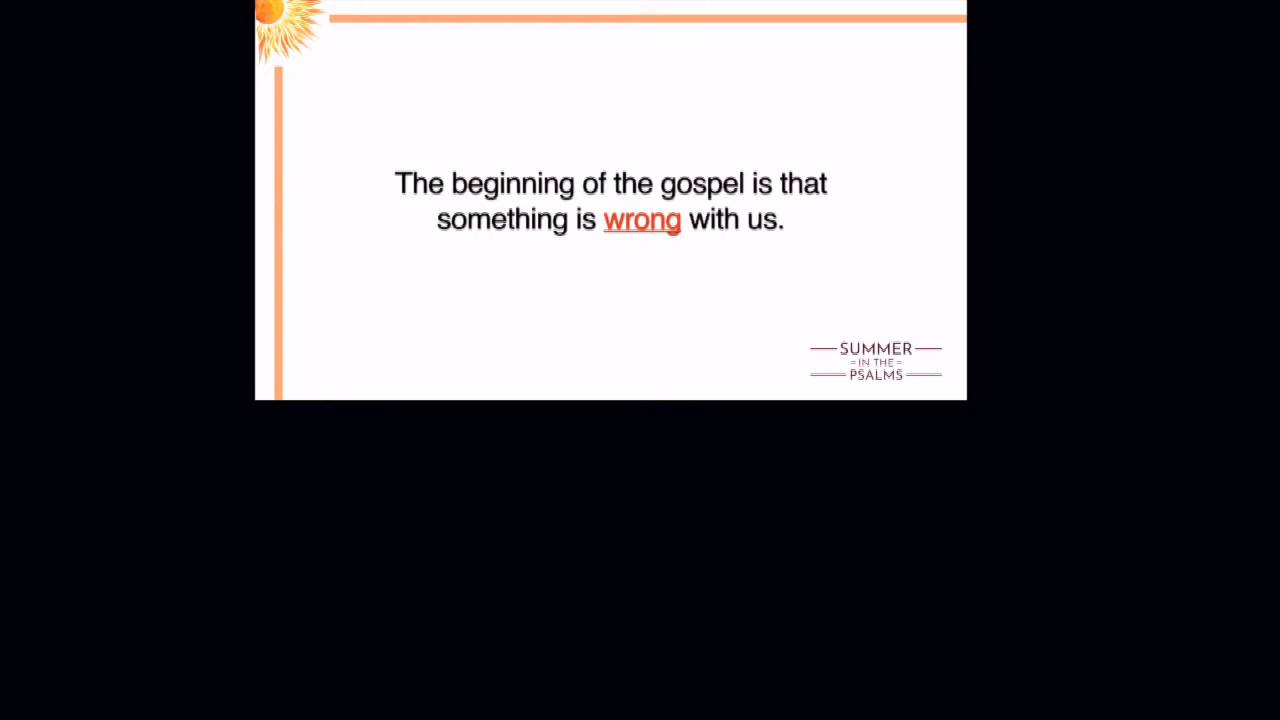 The beginning of the gospel is that
something is wrong with us.
SUMMER
IN THE
PSALMS